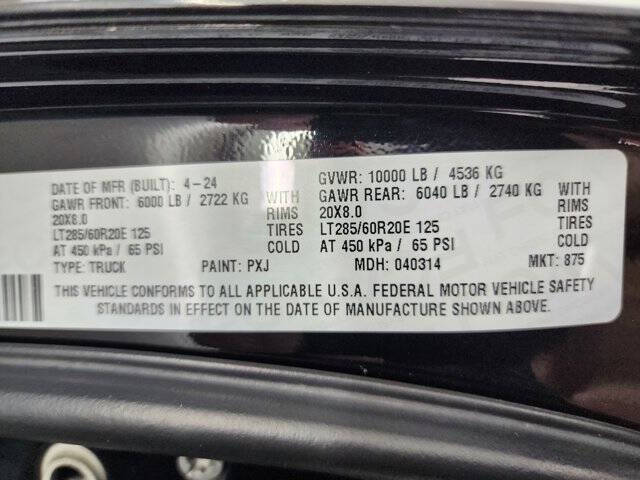 DATE OF MFR (BUILT): 4-24 GVWR: 10000 LB / 4536 KG
GAWR FRONT: 6000 LB / 2722 KG WITH GAWR REAR: 6040 LB / 2740 KG WITH
20X8.0 RIMS 20X8.0 RIMS
LT285/60R20E 125 TIRES LT285/60R20E 125 TIRES
AT 450 kPa / 65 PSI COLD AT 450 kPa / 65 PSI COLD
TYPE: TRUCK PAINT: PXJ MDH: 040314 MKT: 875
THIS VEHICLE CONFORMS TO ALL APPLICABLE U.S.A. FEDERAL MOTOR VEHICLE SAFETY
STANDARDS IN EFFECT ON THE DATE OF MANUFACTURE SHOWN ABOVE.